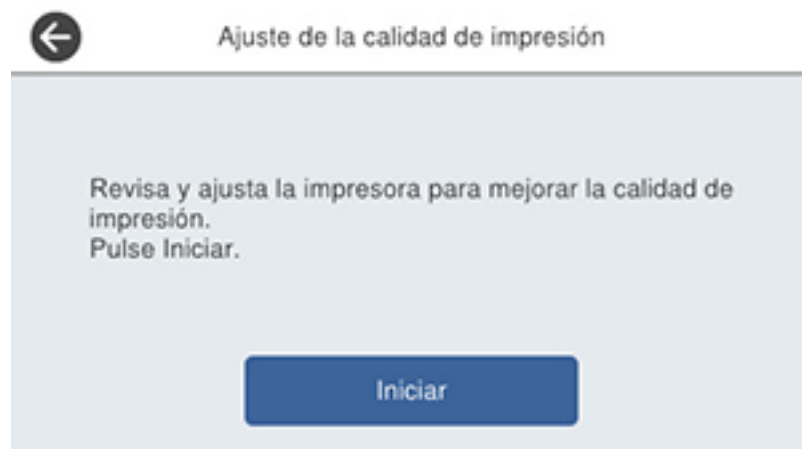 Ajuste de la calidad de impresión
Revisa y ajusta la impresora para mejorar la calidad de
impresión.
Pulse Iniciar.
Iniciar